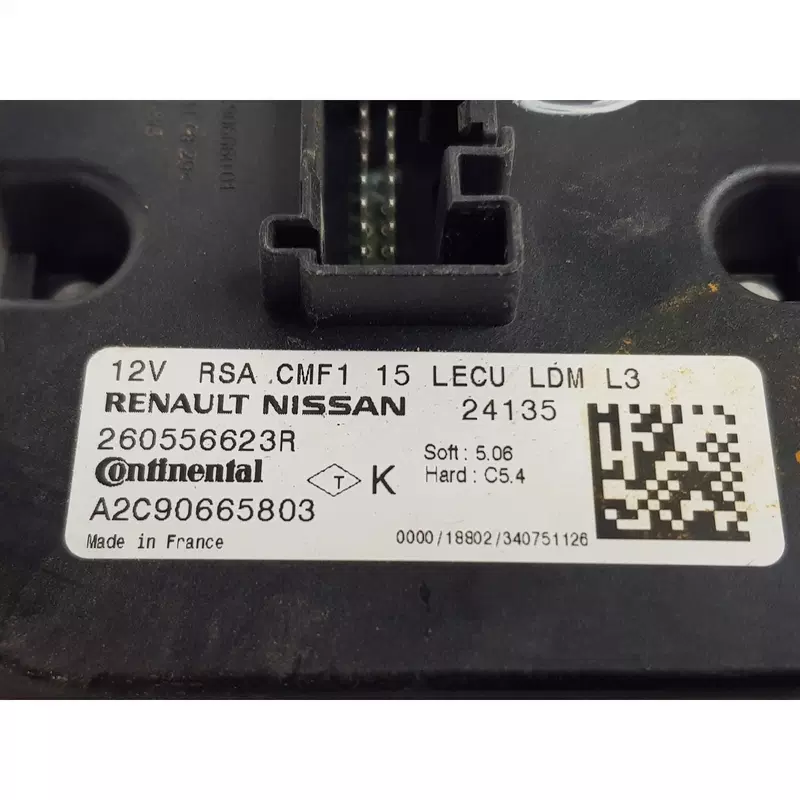 12V RSA .CMF1 15 LECU LDM L3
RENAULT NISSAN 24135
260556623R
Continental
T K
Soft : 5.06
Hard : C5.4
A2C90665803
Made in France
0000/18802/340751126